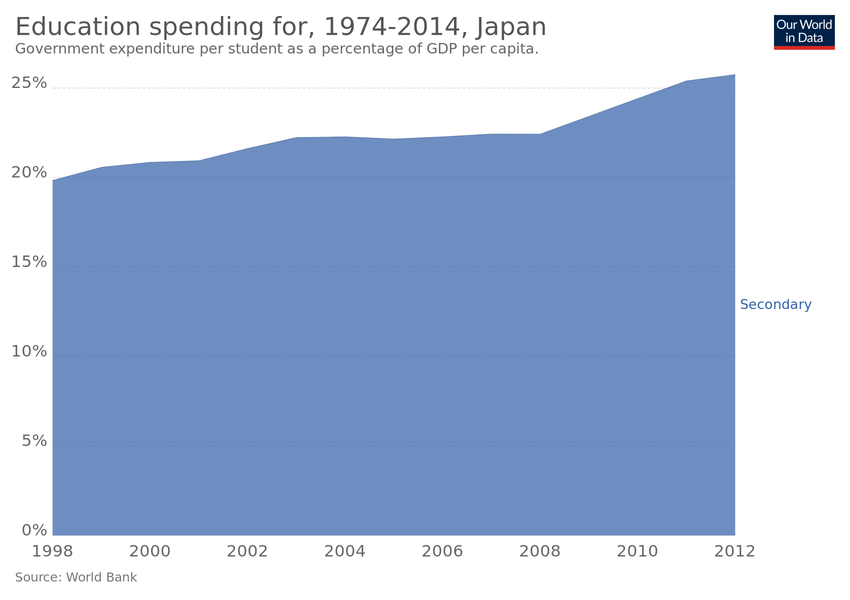 Education spending for, 1974-2014, Japan
Our World
in Data
Government expenditure per student as a percentage of GDP per capita.
25%
20%
15%
Secondary
10%
5%
0%
1998 2000 2002 2004 2006 2008 2010 2012
Source: World Bank